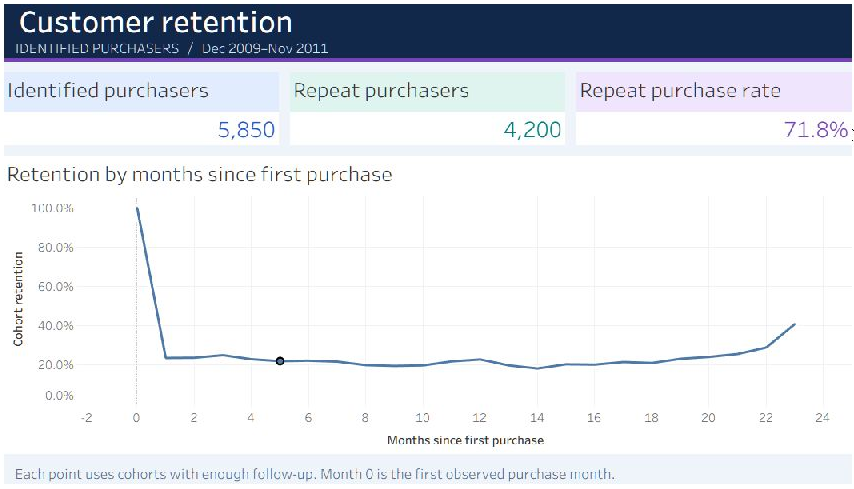 Customer retention
IDENTIFIED PURCHASERS / Dec 2009–Nov 2011
Identified purchasers
Repeat purchasers
Repeat purchase rate
5,850
4,200
71.8%
Retention by months since first purchase
100.0%
80.0%
60.0%
40.0%
20.0%
0.0%
Cohort retention
-2 0 2 4 6 8 10 12 14 16 18 20 22 24
Months since first purchase
Each point uses cohorts with enough follow-up. Month 0 is the first observed purchase month.